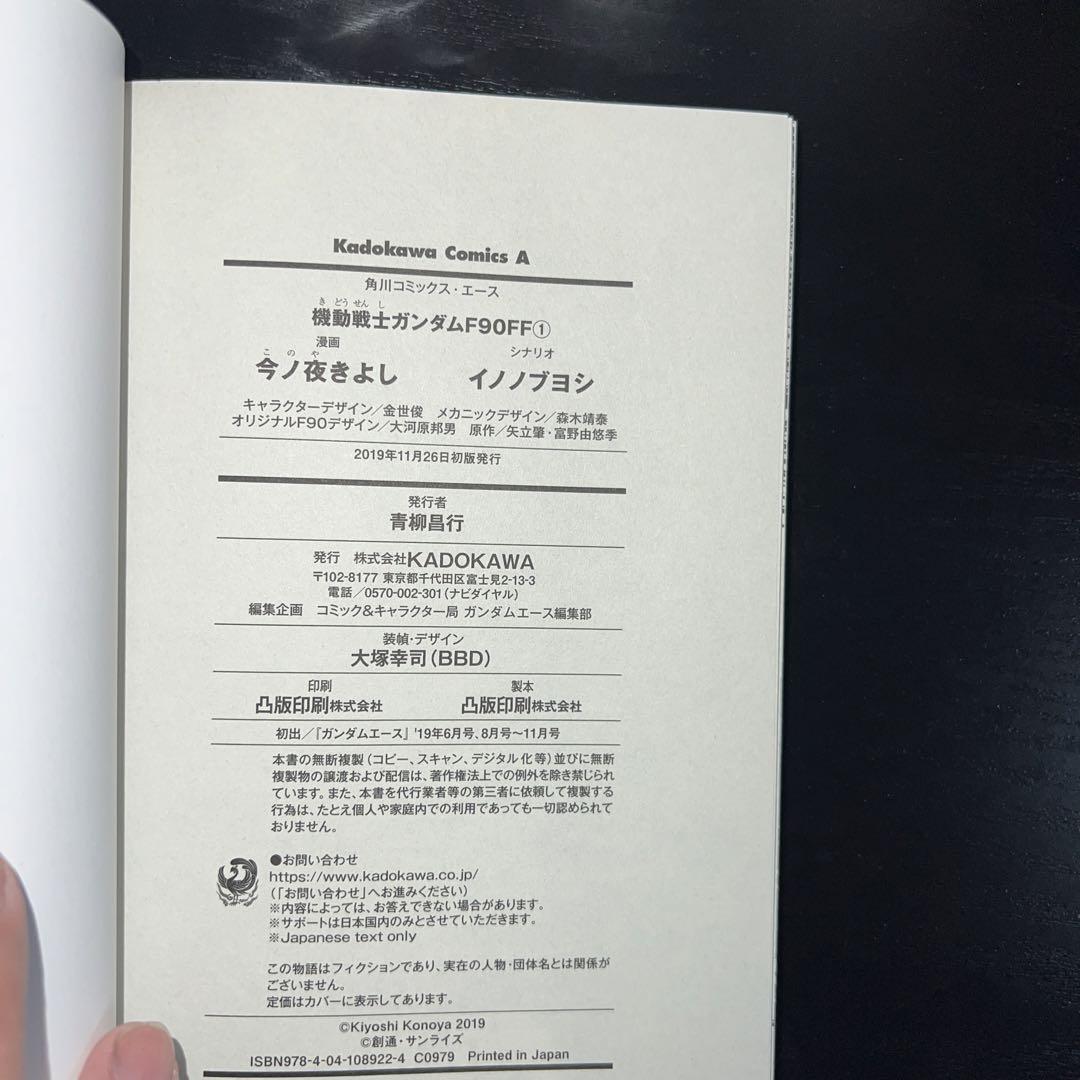 Kadokawa Comics A
角川コミックス・エース
きどうせんし
機動戦士ガンダムF90FF①
漫画 シナリオ
このや
今ノ夜きよし イノノブヨシ
キャラクターデザイン／金世俊 メカニックデザイン／森木靖泰
オリジナルF90デザイン／大河原邦男 原作／矢立肇・富野由悠季
2019年11月26日初版発行
発行者
青柳昌行
発行 株式会社KADOKAWA
〒102-8177 東京都千代田区富士見2-13-3
電話／0570-002-301（ナビダイヤル）
編集企画 コミック&キャラクター局 ガンダムエース編集部
装幀・デザイン
大塚幸司（BBD）
印刷 製本
凸版印刷株式会社 凸版印刷株式会社
初出／『ガンダムエース』'19年6月号、8月号～11月号
本書の無断複製（コピー、スキャン、デジタル化等）並びに無断
複製物の譲渡および配信は、著作権法上での例外を除き禁じられ
ています。また、本書を代行業者等の第三者に依頼して複製する
行為は、たとえ個人や家庭内での利用であっても一切認められて
おりません。
●お問い合わせ
https://www.kadokawa.co.jp/
（「お問い合わせ」へお進みください）
※内容によっては、お答えできない場合があります。
※サポートは日本国内のみとさせていただきます。
※Japanese text only
この物語はフィクションであり、実在の人物・団体名とは関係が
ございません。
定価はカバーに表示してあります。
©Kiyoshi Konoya 2019
©創通・サンライズ
ISBN978-4-04-108922-4 C0979 Printed in Japan